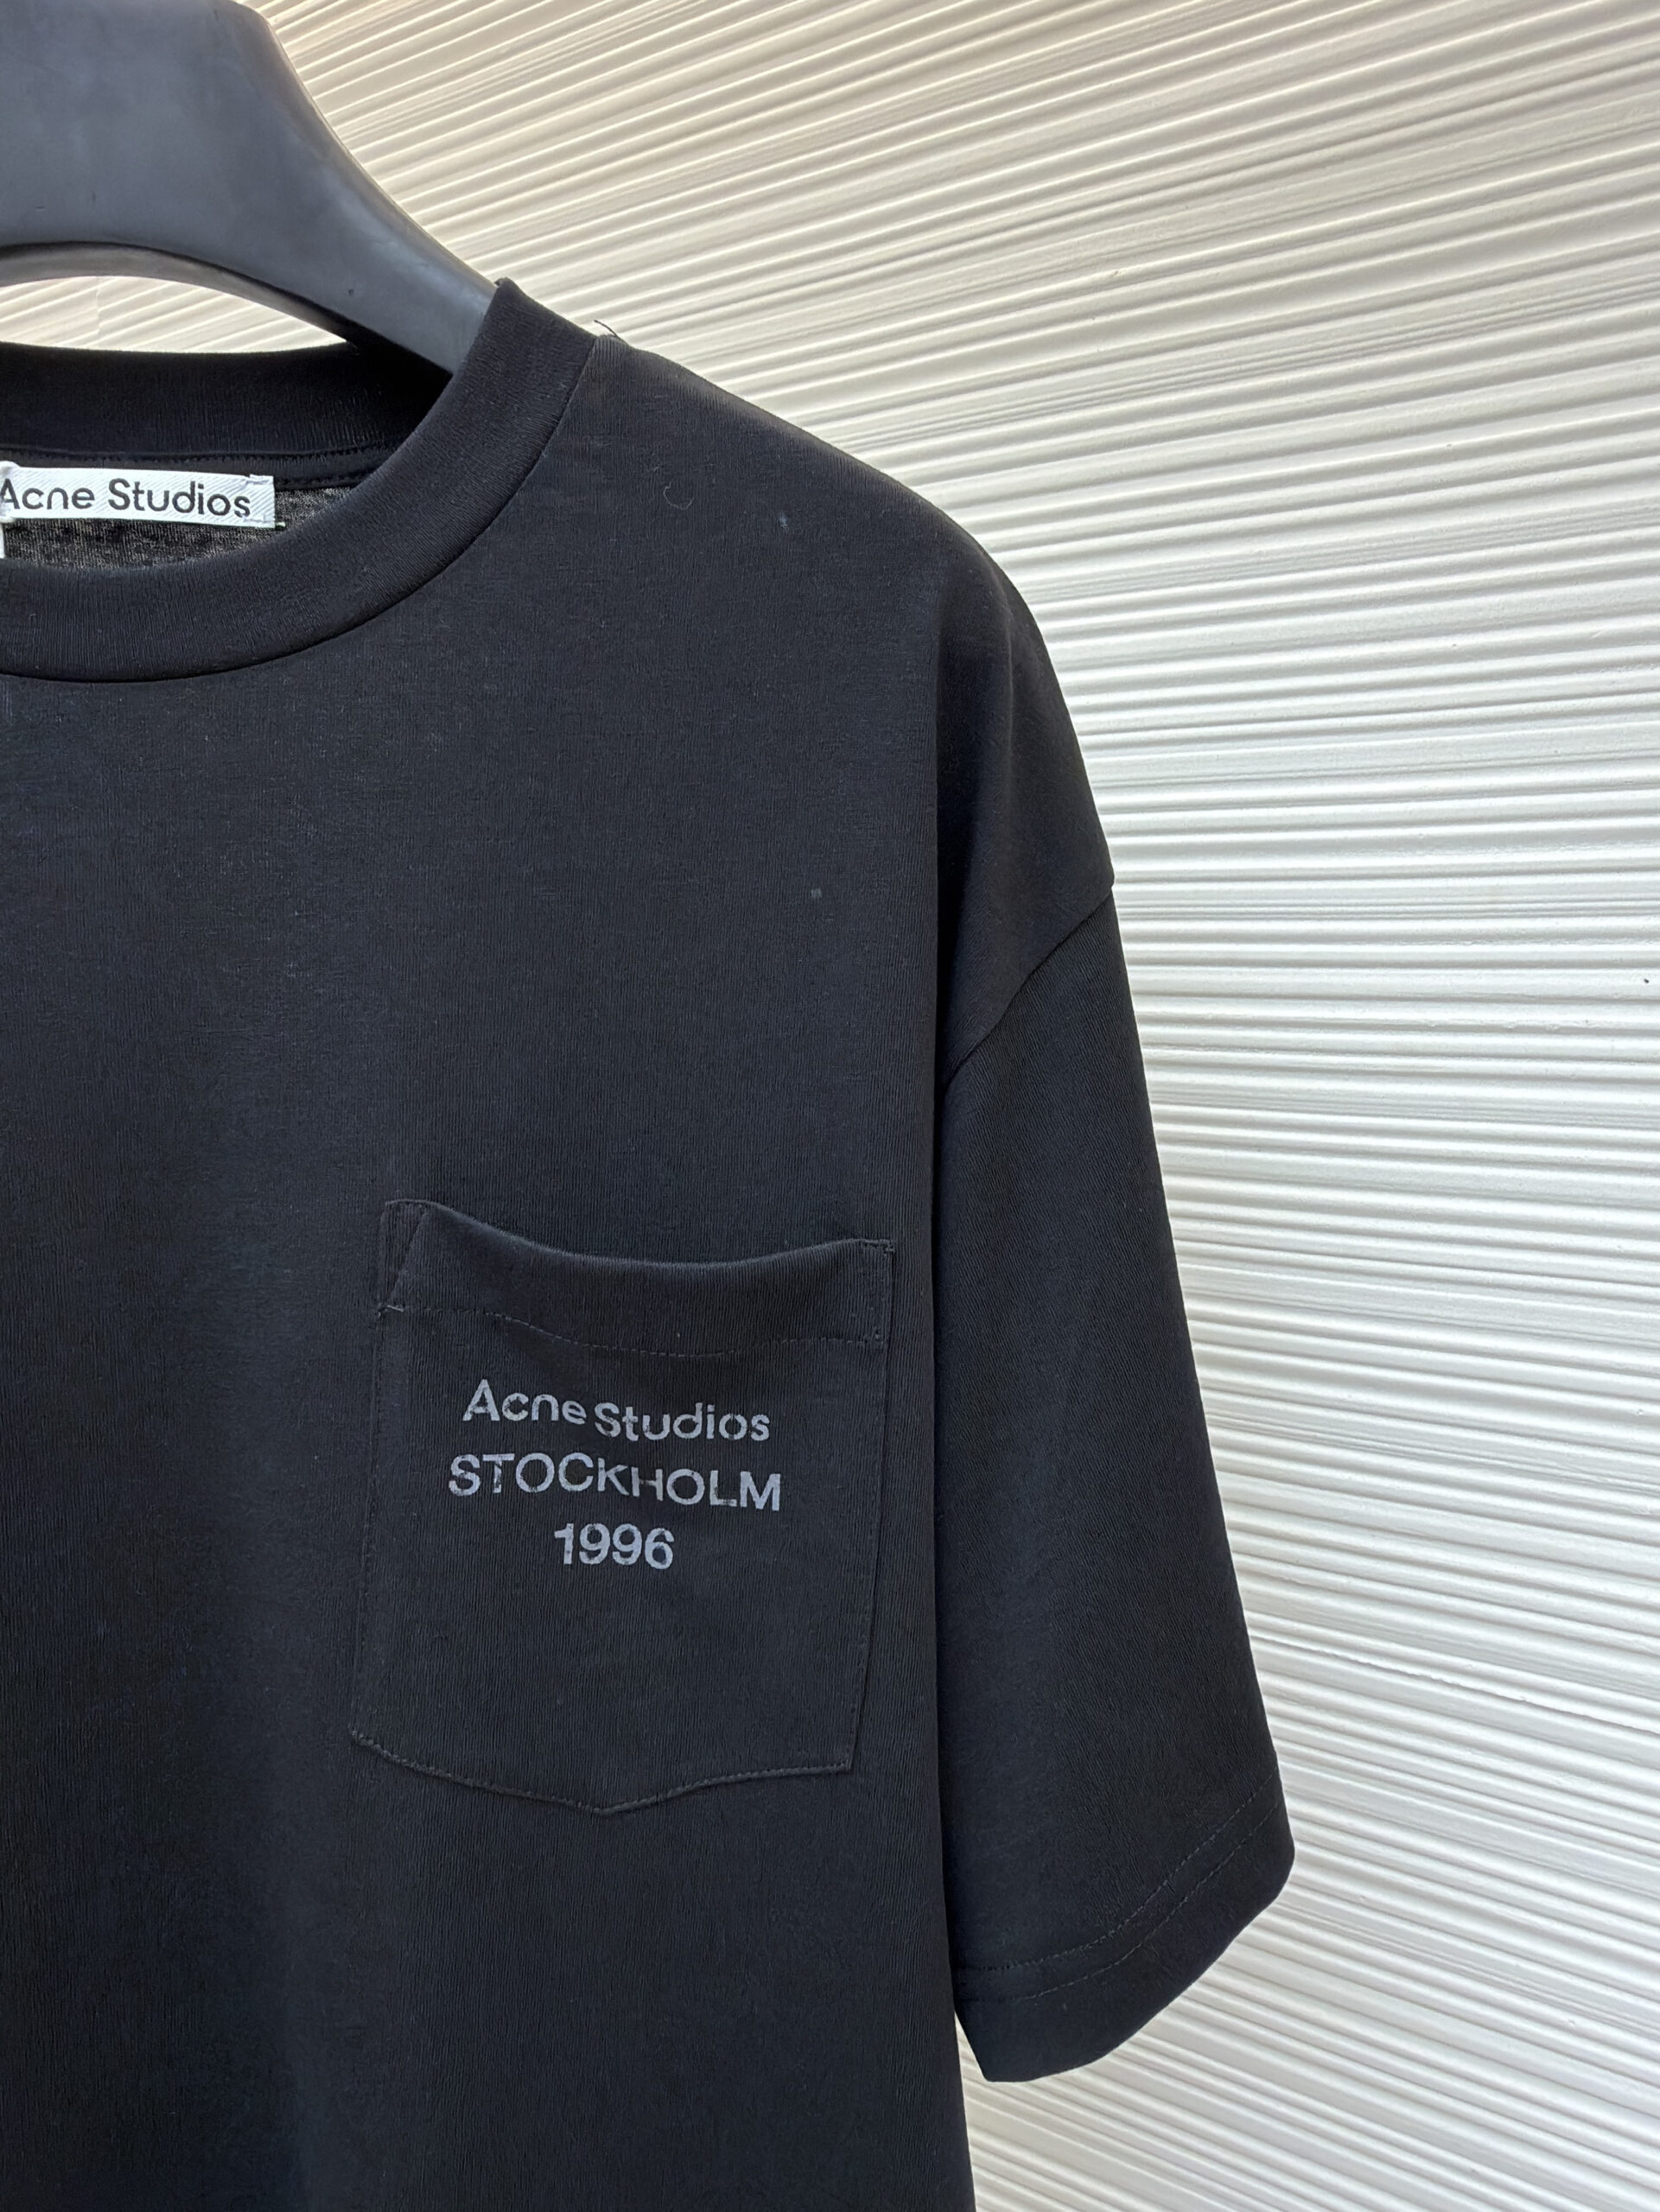 Acne Studios
Acne Studios
STOCKHOLM
1996